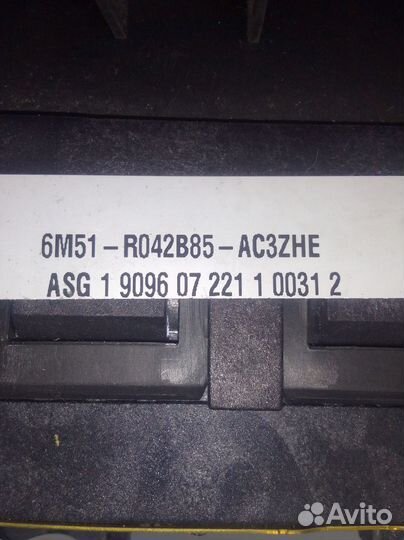 6M51-R042B85-AC3ZHE
ASG 1 9096 07 221 1 0031 2
Avito